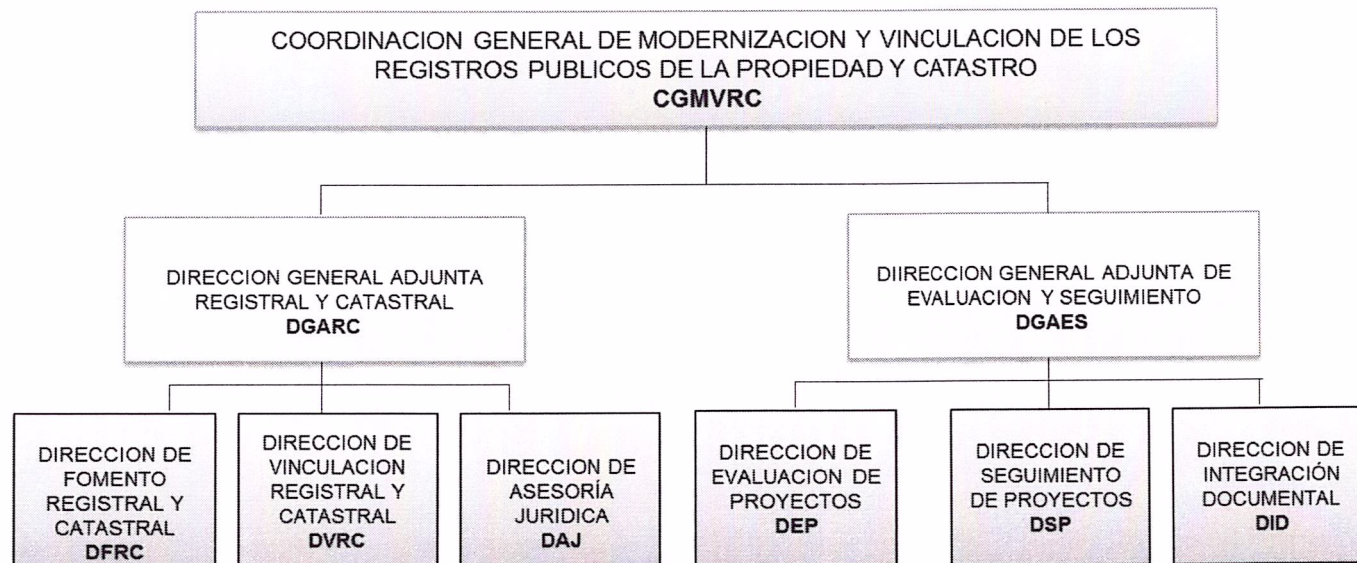 COORDINACION GENERAL DE MODERNIZACION Y VINCULACION DE LOS
REGISTROS PUBLICOS DE LA PROPIEDAD Y CATASTRO
CGMVRC
DIRECCION GENERAL ADJUNTA
REGISTRAL Y CATASTRAL
DGARC
DIIRECCION GENERAL ADJUNTA DE
EVALUACION Y SEGUIMIENTO
DGAES
DIRECCION DE
FOMENTO
REGISTRAL Y
CATASTRAL
DFRC
DIRECCION DE
VINCULACION
REGISTRAL Y
CATASTRAL
DVRC
DIRECCION DE
ASESORÍA
JURIDICA
DAJ
DIRECCION DE
EVALUACION DE
PROYECTOS
DEP
DIRECCION DE
SEGUIMIENTO
DE PROYECTOS
DSP
DIRECCION DE
INTEGRACIÓN
DOCUMENTAL
DID